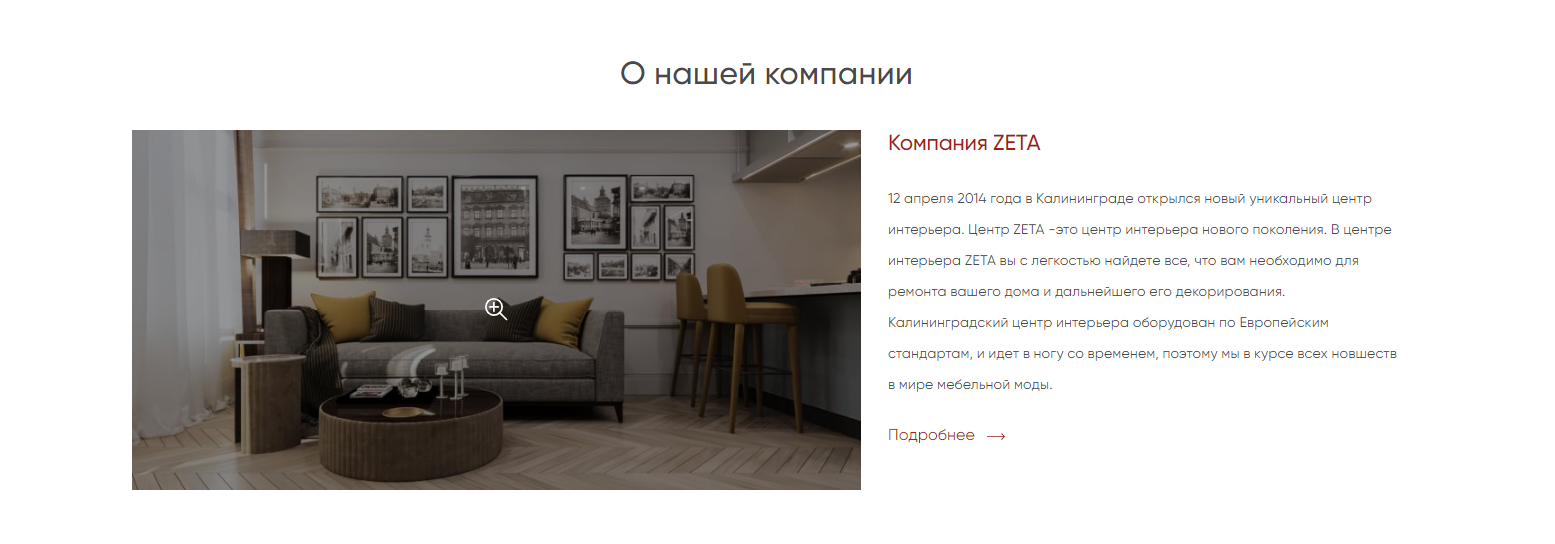 О нашей компании
Компания ZETA
12 апреля 2014 года в Калининграде открылся новый уникальный центр
интерьера. Центр ZETA -это центр интерьера нового поколения. В центре
интерьера ZETA вы с легкостью найдете все, что вам необходимо для
ремонта вашего дома и дальнейшего его декорирования.
Калининградский центр интерьера оборудован по Европейским
стандартам, и идет в ногу со временем, поэтому мы в курсе всех новшеств
в мире мебельной моды.
Подробнее